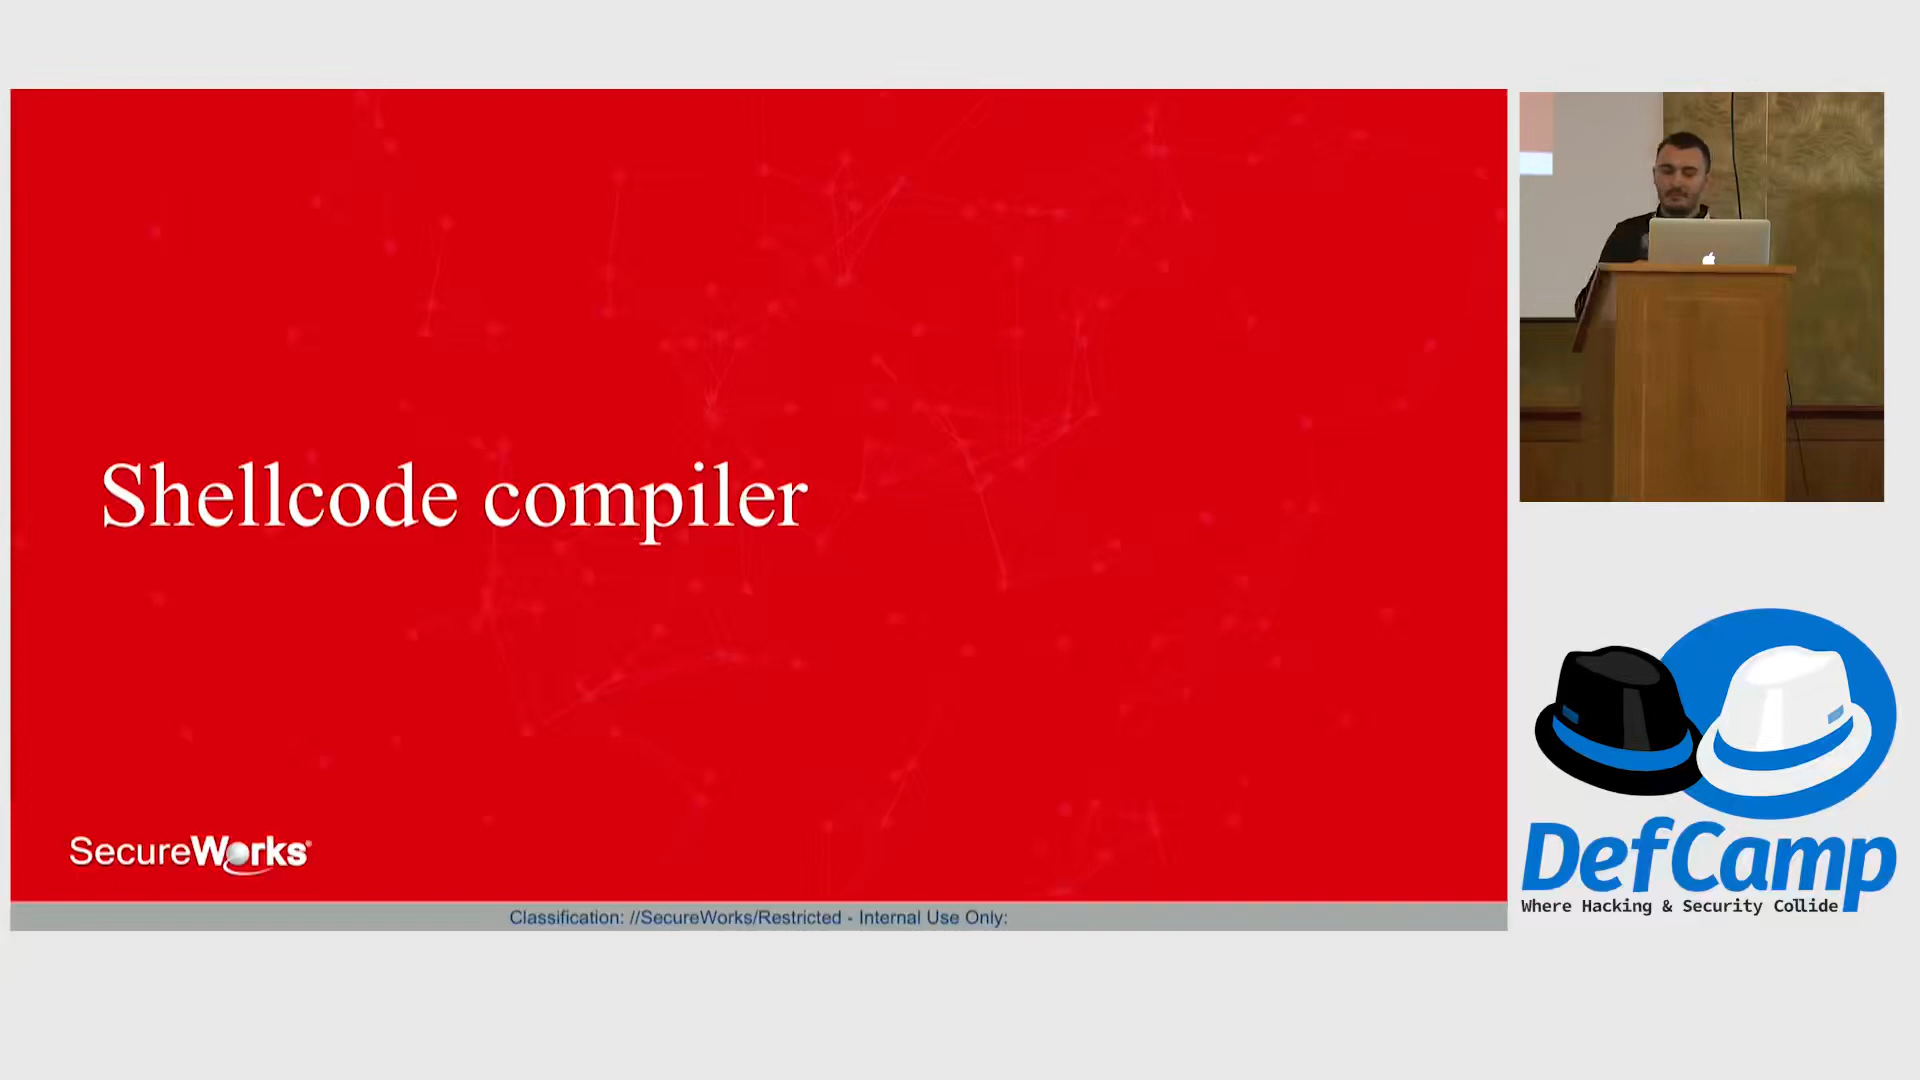 Shellcode compiler
SecureWorks
Classification: //SecureWorks/Restricted - Internal Use Only:
DefCamp
Where Hacking & Security Collide